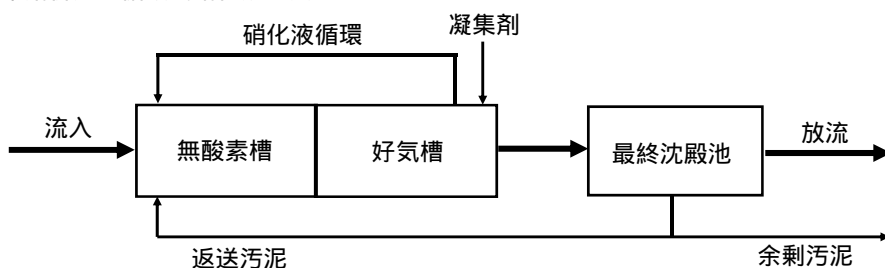 硝化液循環
凝集剤
流入
無酸素槽
好気槽
最終沈殿池
放流
返送汚泥
余剰汚泥